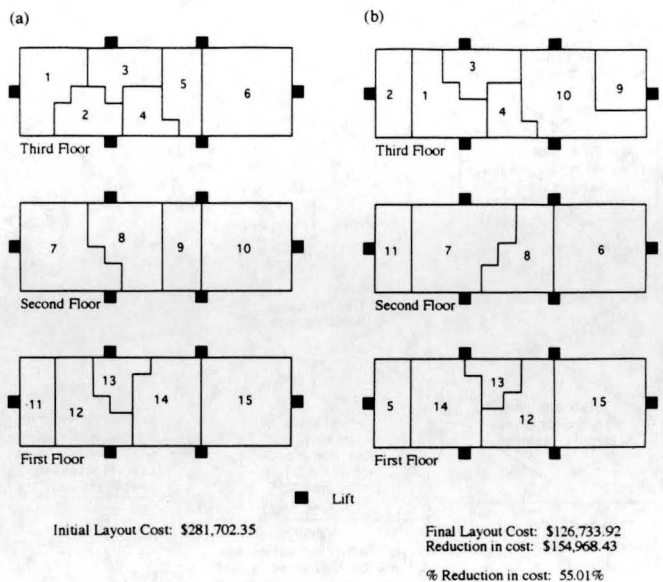 (a)
1
3
5
6
2
4
Third Floor
7
8
9
10
Second Floor
11
12
13
14
15
First Floor
(b)
2
1
3
10
9
4
Third Floor
11
7
8
6
Second Floor
5
14
13
12
15
First Floor
Lift
Initial Layout Cost: $281,702.35
Final Layout Cost: $126,733.92
Reduction in cost: $154,968.43
% Reduction in cost: 55.01%